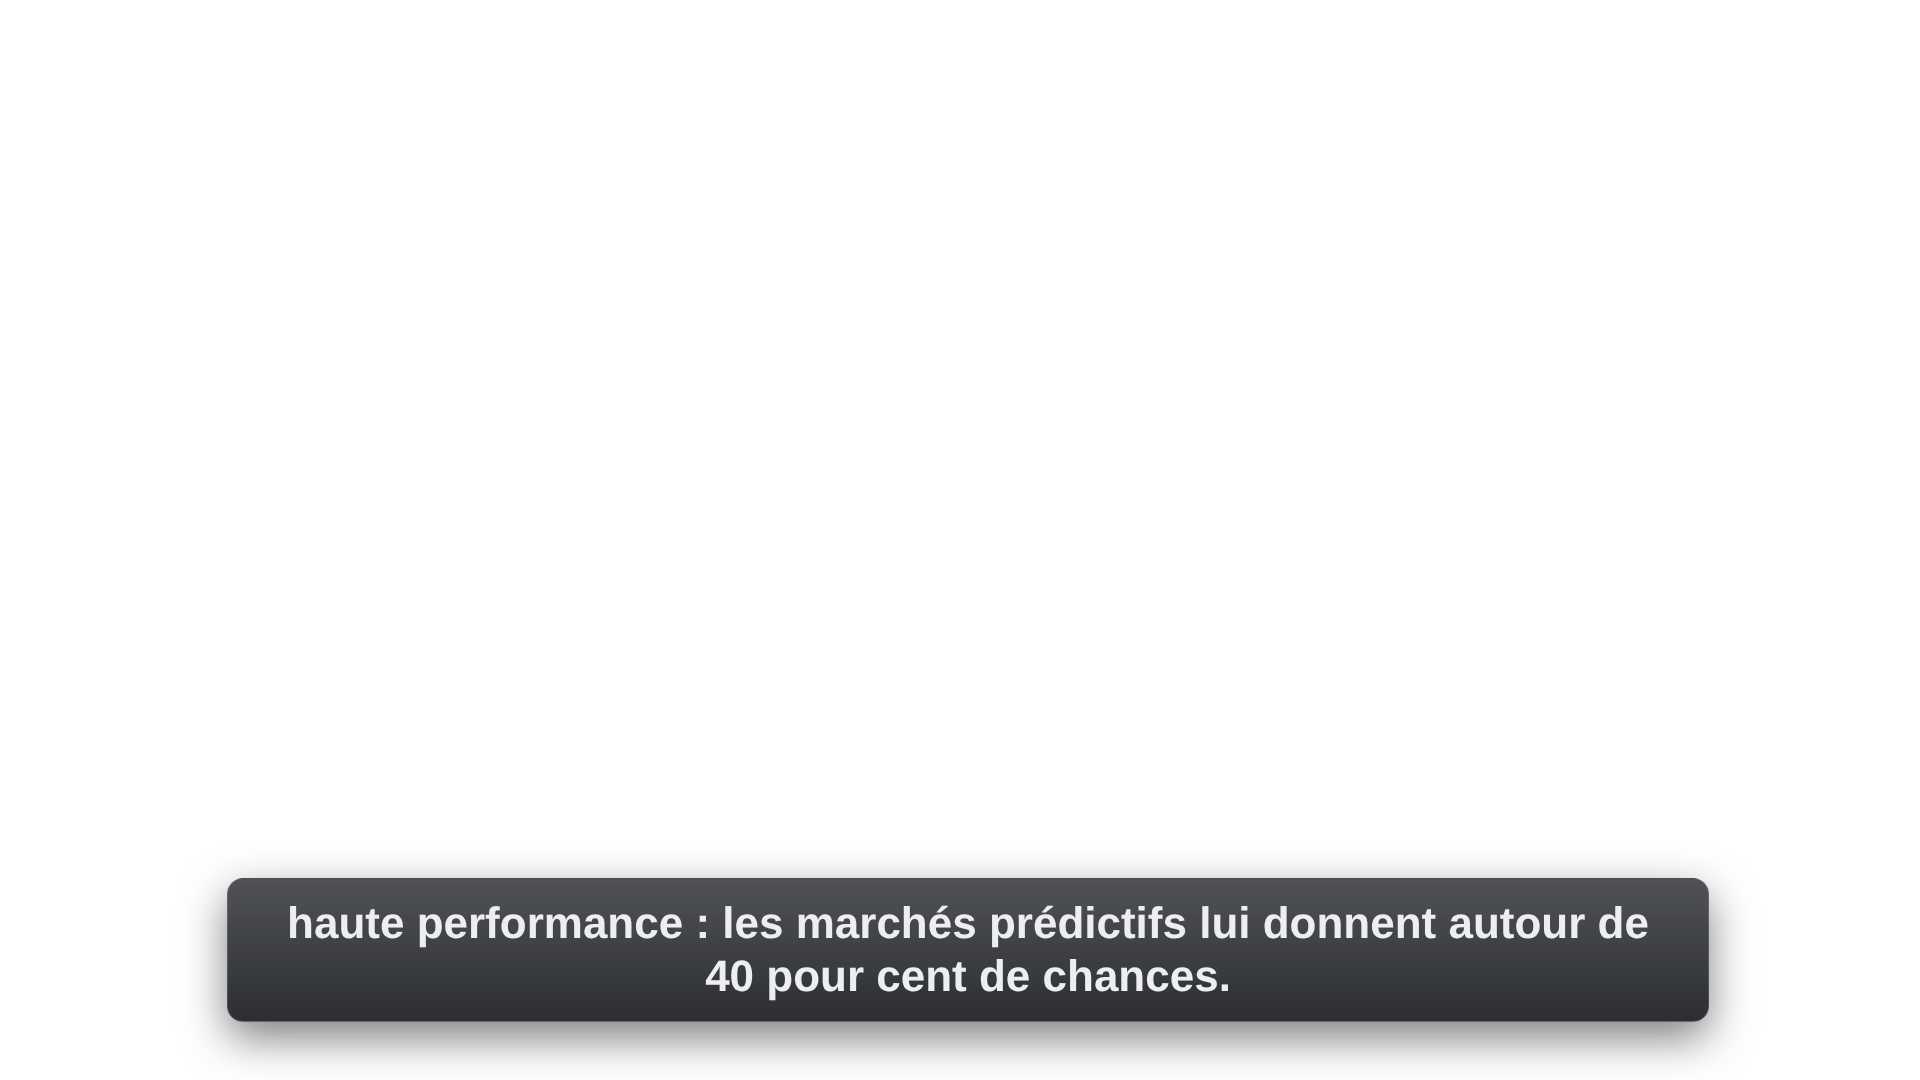 haute performance : les marchés prédictifs lui donnent autour de
40 pour cent de chances.